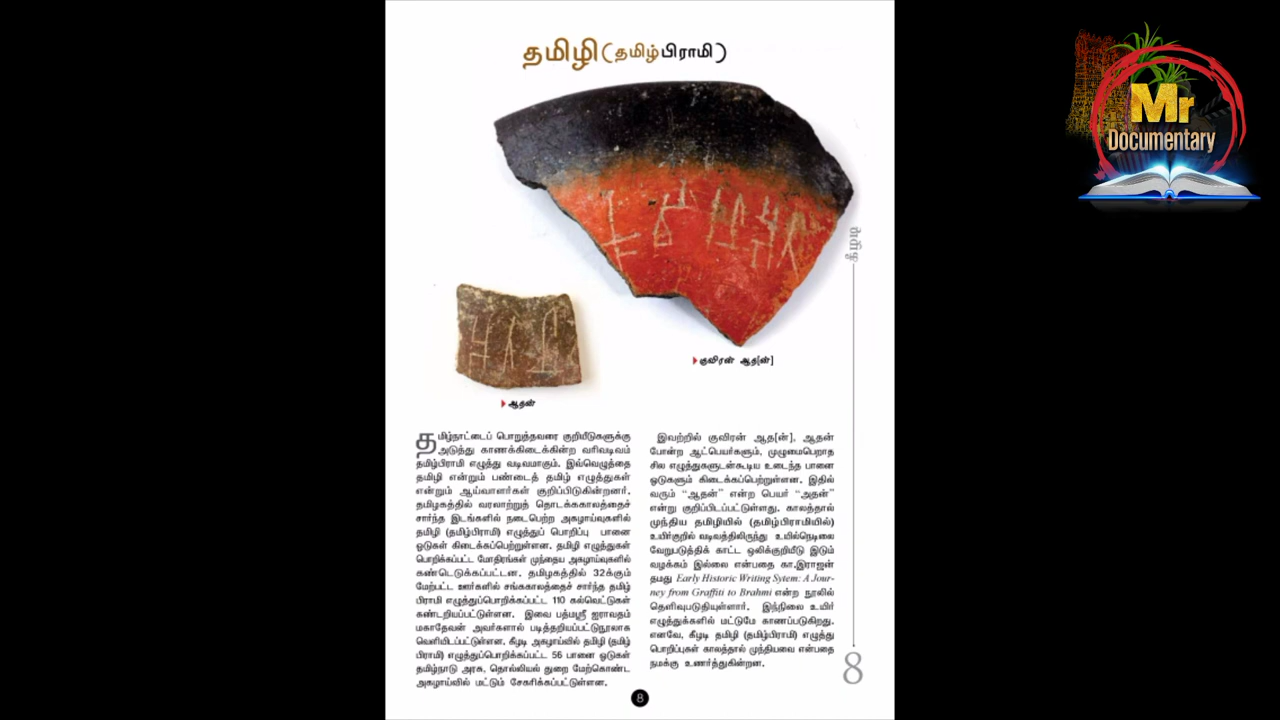 தமிழி (தமிழ்பிராமி)
Mr
Documentary
கீழடி
குவிரன் ஆத[ன்]
ஆதன்
தமிழ்நாட்டைப் பொறுத்தவரை குறியீடுகளுக்கு
அடுத்து காணக்கிடைக்கின்ற வரிவடிவம்
தமிழ்பிராமி எழுத்து வடிவமாகும். இவ்வெழுத்தை
தமிழி என்றும் பண்டைத் தமிழ் எழுத்துகள்
என்றும் ஆய்வாளர்கள் குறிப்பிடுகின்றனர்.
தமிழகத்தில் வரலாற்றுத் தொடக்ககாலத்தைச்
சார்ந்த இடங்களில் நடைபெற்ற அகழாய்வுகளில்
தமிழி (தமிழ்பிராமி) எழுத்துப் பொறிப்பு பானை
ஓடுகள் கிடைக்கப்பெற்றுள்ளன. தமிழி எழுத்துகள்
பொறிக்கப்பட்ட மோதிரங்கள் முந்தைய அகழாய்வுகளில்
கண்டெடுக்கப்பட்டன. தமிழகத்தில் 32க்கும்
மேற்பட்ட ஊர்களில் சங்ககாலத்தைச் சார்ந்த தமிழ்
பிராமி எழுத்துப்பொறிக்கப்பட்ட 110 கல்வெட்டுகள்
கண்டறியப்பட்டுள்ளன. இவை பத்மஸ்ரீ ஐராவதம்
மகாதேவன் அவர்களால் படித்தறியப்பட்டுநூலாக
வெளியிடப்பட்டுள்ளன. கீழடி அகழாய்வில் தமிழி (தமிழ்
பிராமி) எழுத்துப்பொறிக்கப்பட்ட 56 பானை ஓடுகள்
தமிழ்நாடு அரசு, தொல்லியல் துறை மேற்கொண்ட
அகழாய்வில் மட்டும் சேகரிக்கப்பட்டுள்ளன.
இவற்றில் குவிரன் ஆத[ன்], ஆதன்
போன்ற ஆட்பெயர்களும், முழுமைபெறாத
சில எழுத்துகளுடன்கூடிய உடைந்த பானை
ஓடுகளும் கிடைக்கப்பெற்றுள்ளன. இதில்
வரும் “ஆதன்” என்ற பெயர் “அதன்”
என்று குறிப்பிடப்பட்டுள்ளது. காலத்தால்
முந்திய தமிழியில் (தமிழ்பிராமியில்)
உயிர்குறில் வடிவத்திலிருந்து உயில்நெடிலை
வேறுபடுத்திக் காட்ட ஒலிக்குறியீடு இடும்
வழக்கம் இல்லை என்பதை கா.இராஜன்
தமது Early Historic Writing Sytem: A Jour-
ney from Graffiti to Brahmi என்ற நூலில்
தெளிவுபடுதியுள்ளார். இந்நிலை உயிர்
எழுத்துக்களில் மட்டுமே காணப்படுகிறது.
எனவே, கீழடி தமிழி (தமிழ்பிராமி) எழுத்து
பொறிப்புகள் காலத்தால் முந்தியவை என்பதை
நமக்கு உணர்த்துகின்றன.
8
8